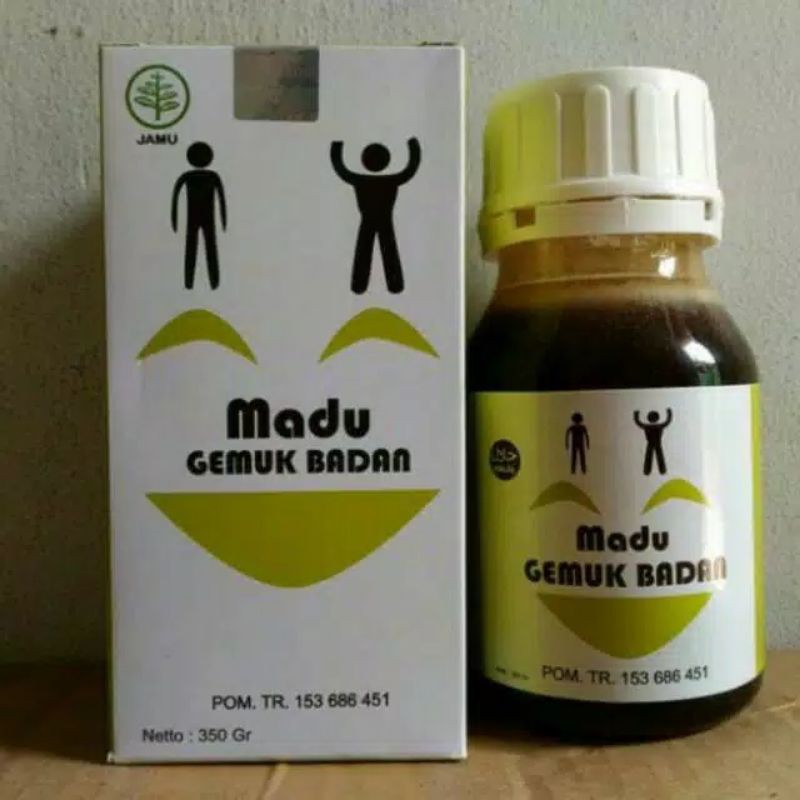 JAMU
Madu
GEMUK BADAN
POM. TR. 153 686 451
Netto : 350 Gr
حلال
Madu
GEMUK BADAN
POM. TR. 153 686 451